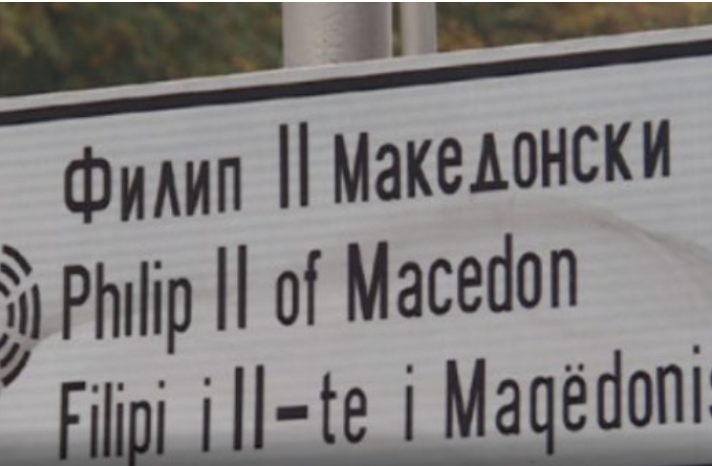 Филип II Македонски
Philip II of Macedon
Filipi i II-te i Maqëdonis